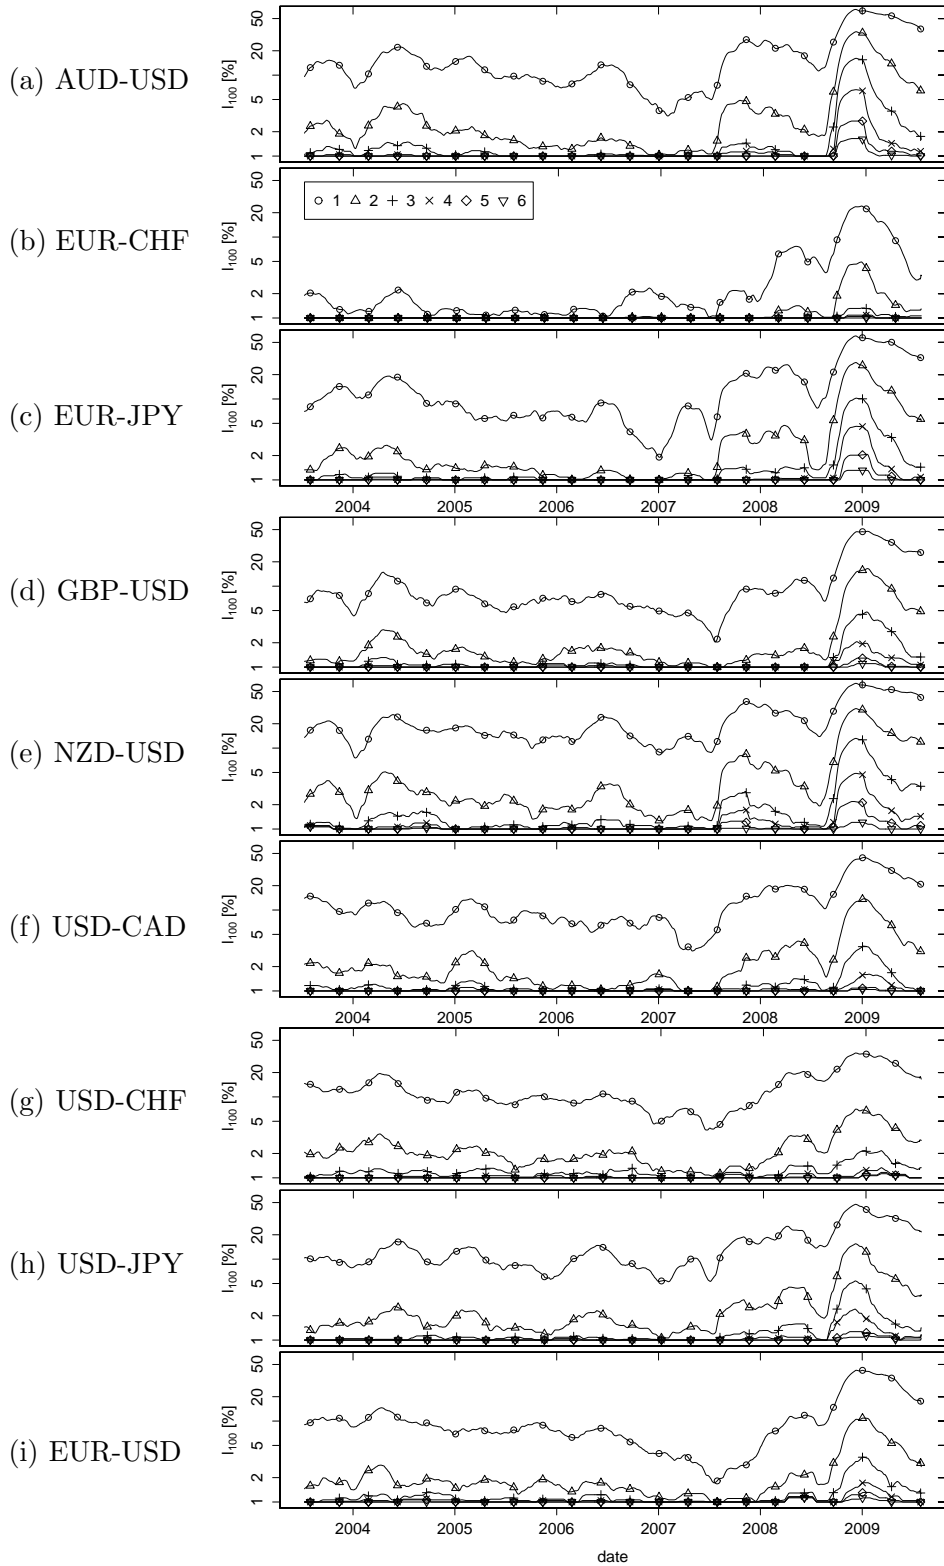 (a) AUD-USD
I100 [%]
50
20
5
2
1
(b) EUR-CHF
I100 [%]
50
20
5
2
1
1 2 3 4 5 6
(c) EUR-JPY
I100 [%]
50
20
5
2
1
2004 2005 2006 2007 2008 2009
(d) GBP-USD
I100 [%]
50
20
5
2
1
(e) NZD-USD
I100 [%]
50
20
5
2
1
(f) USD-CAD
I100 [%]
50
20
5
2
1
2004 2005 2006 2007 2008 2009
(g) USD-CHF
I100 [%]
50
20
5
2
1
(h) USD-JPY
I100 [%]
50
20
5
2
1
(i) EUR-USD
I100 [%]
50
20
5
2
1
2004 2005 2006 2007 2008 2009
date